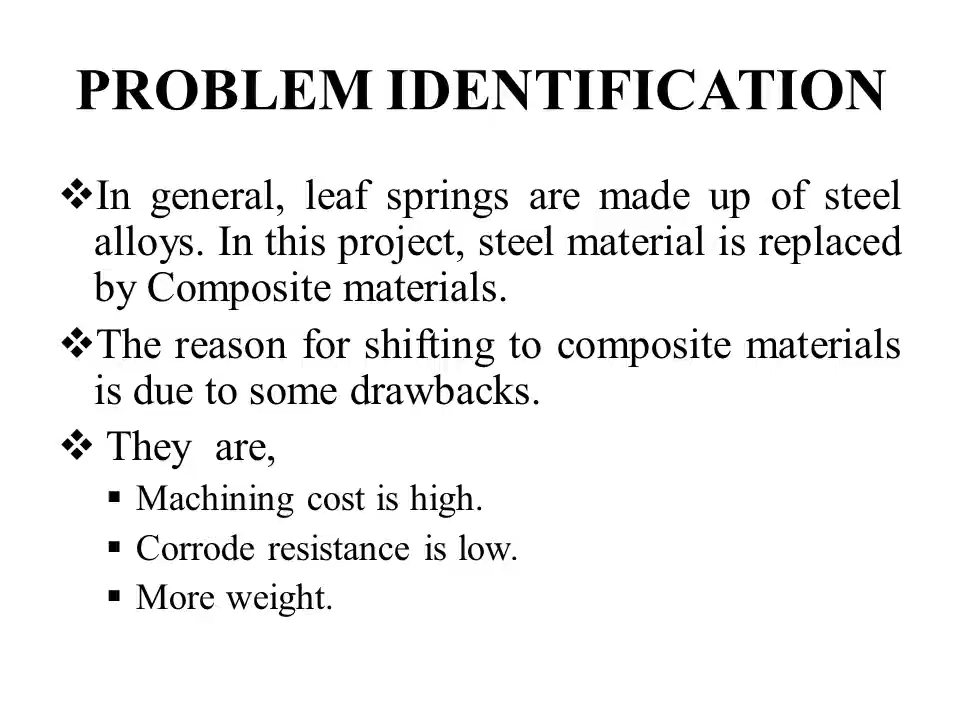 PROBLEM IDENTIFICATION
❖In general, leaf springs are made up of steel
alloys. In this project, steel material is replaced
by Composite materials.
❖The reason for shifting to composite materials
is due to some drawbacks.
❖ They are,
▪ Machining cost is high.
▪ Corrode resistance is low.
▪ More weight.